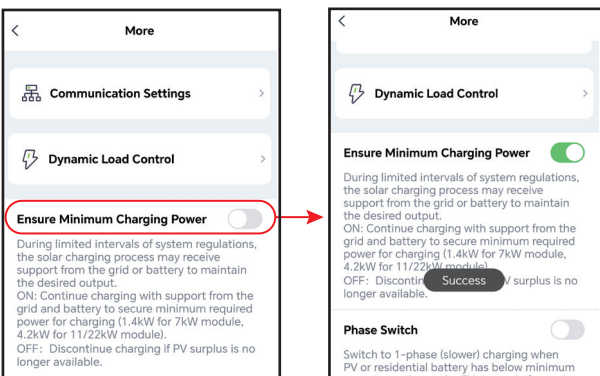 More
Communication Settings
Dynamic Load Control
Ensure Minimum Charging Power
During limited intervals of system regulations,
the solar charging process may receive
support from the grid or battery to maintain
the desired output.
ON: Continue charging with support from the
grid and battery to secure minimum required
power for charging (1.4kW for 7kW module,
4.2kW for 11/22kW module).
OFF: Discontinue charging if PV surplus is no
longer available.
More
Dynamic Load Control
Ensure Minimum Charging Power
During limited intervals of system regulations,
the solar charging process may receive
support from the grid or battery to maintain
the desired output.
ON: Continue charging with support from the
grid and battery to secure minimum required
power for charging (1.4kW for 7kW module,
4.2kW for 11/22kW module)
OFF: Discontin Success V surplus is no
longer available.
Phase Switch
Switch to 1-phase (slower) charging when
PV or residential battery has below minimum